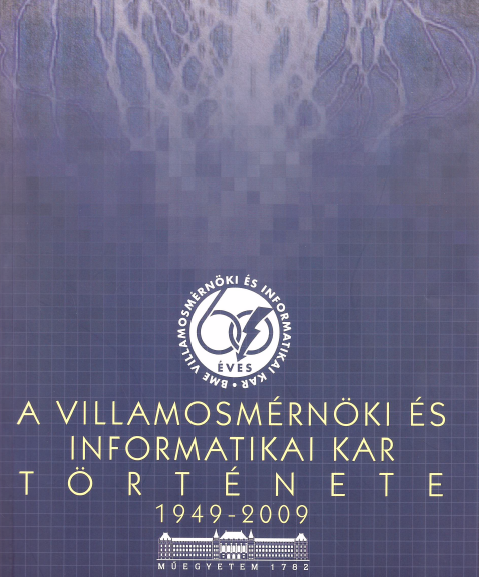 BME VILLAMOSMÉRNÖKI ÉS INFORMATIKAI KAR •
60
ÉVES
A VILLAMOSMÉRNÖKI ÉS
INFORMATIKAI KAR
TÖRTÉNETE
1949-2009
MŰEGYETEM 1782